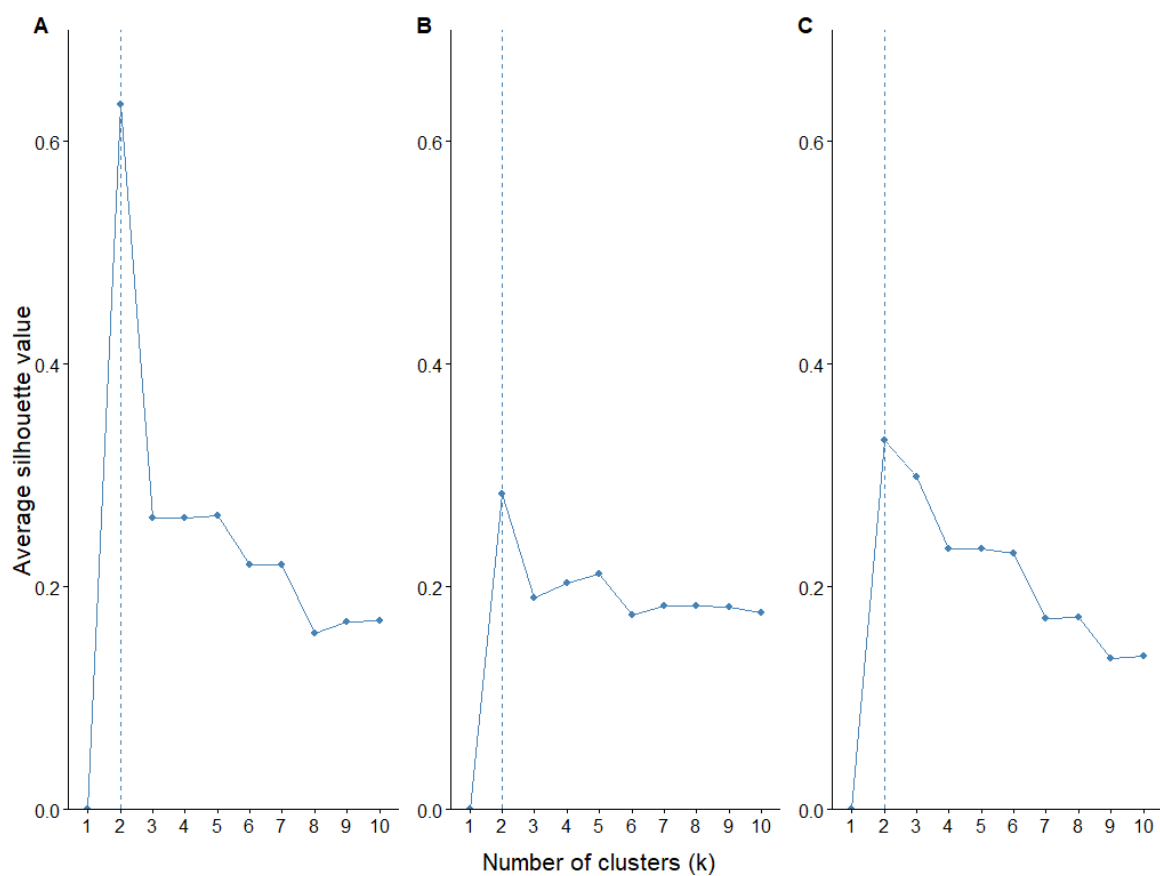 A B C
Average silhouette value
0.6 0.6 0.6
0.4 0.4 0.4
0.2 0.2 0.2
0.0 0.0 0.0
1 2 3 4 5 6 7 8 9 10 1 2 3 4 5 6 7 8 9 10 1 2 3 4 5 6 7 8 9 10
Number of clusters (k)